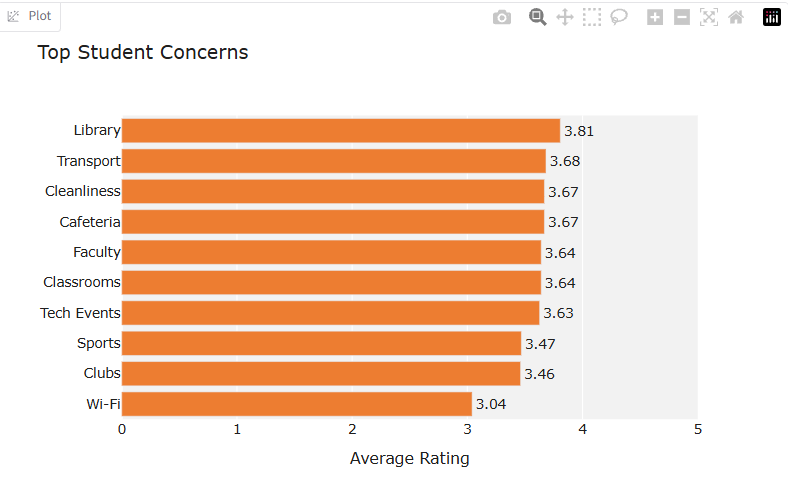 Plot
Top Student Concerns
Library 3.81
Transport 3.68
Cleanliness 3.67
Cafeteria 3.67
Faculty 3.64
Classrooms 3.64
Tech Events 3.63
Sports 3.47
Clubs 3.46
Wi-Fi 3.04
0 1 2 3 4 5
Average Rating